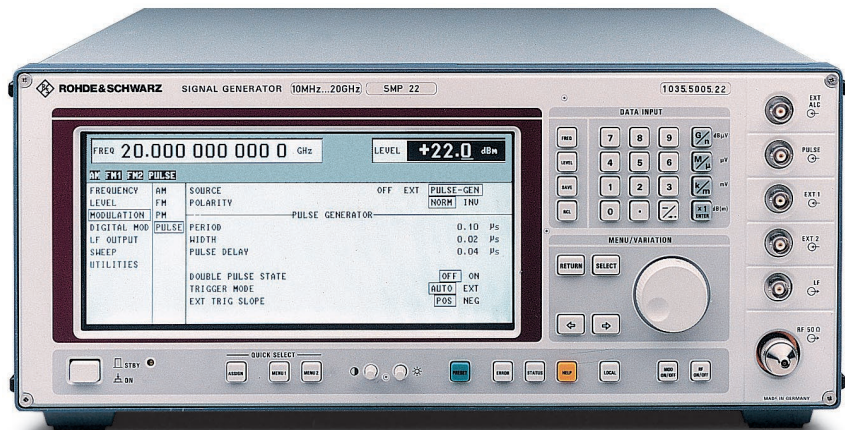 ROHDE&SCHWARZ SIGNAL GENERATOR 10MHz...20GHz SMP 22 1035.5005.22
FREQ 20.000 000 000 0 GHz LEVEL +22.0 dBm
AM FM1 FM2 PULSE
FREQUENCY AM SOURCE OFF EXT PULSE-GEN
LEVEL FM POLARITY NORM INV
MODULATION PM PULSE GENERATOR
DIGITAL MOD PULSE PERIOD 0.10 µs
LF OUTPUT WIDTH 0.02 µs
SWEEP PULSE DELAY 0.04 µs
UTILITIES
DOUBLE PULSE STATE OFF ON
TRIGGER MODE AUTO EXT
EXT TRIG SLOPE POS NEG
DATA INPUT
FREQ 7 8 9 G/n dBµV
LEVEL 4 5 6 M/µ µV
SAVE 1 2 3 k/m mV
RCL 0 . -/← x1 ENTER dB(m)
MENU/VARIATION
RETURN SELECT
⇦ ⇨
EXT ALC
PULSE
EXT 1
EXT 2
LF
RF 50 Ω
MADE IN GERMANY
STBY
ON
QUICK SELECT
ASSIGN MENU 1 MENU 2 PRESET ERROR STATUS HELP LOCAL MOD ON/OFF RF ON/OFF